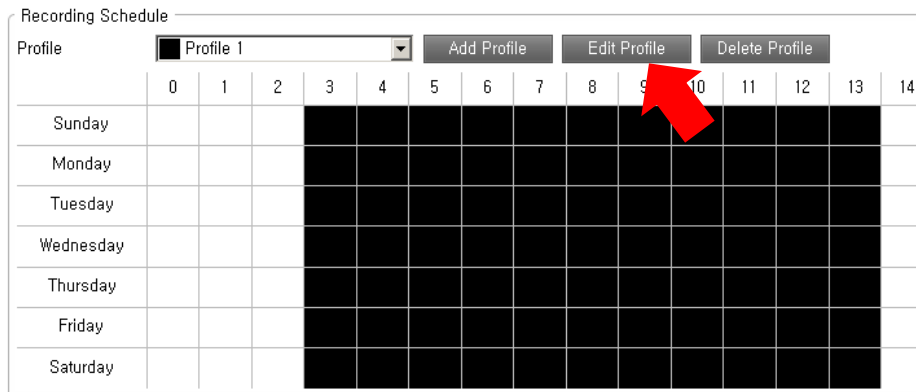 Recording Schedule
Profile Profile 1 Add Profile Edit Profile Delete Profile
0 1 2 3 4 5 6 7 8 9 10 11 12 13 14
Sunday
Monday
Tuesday
Wednesday
Thursday
Friday
Saturday